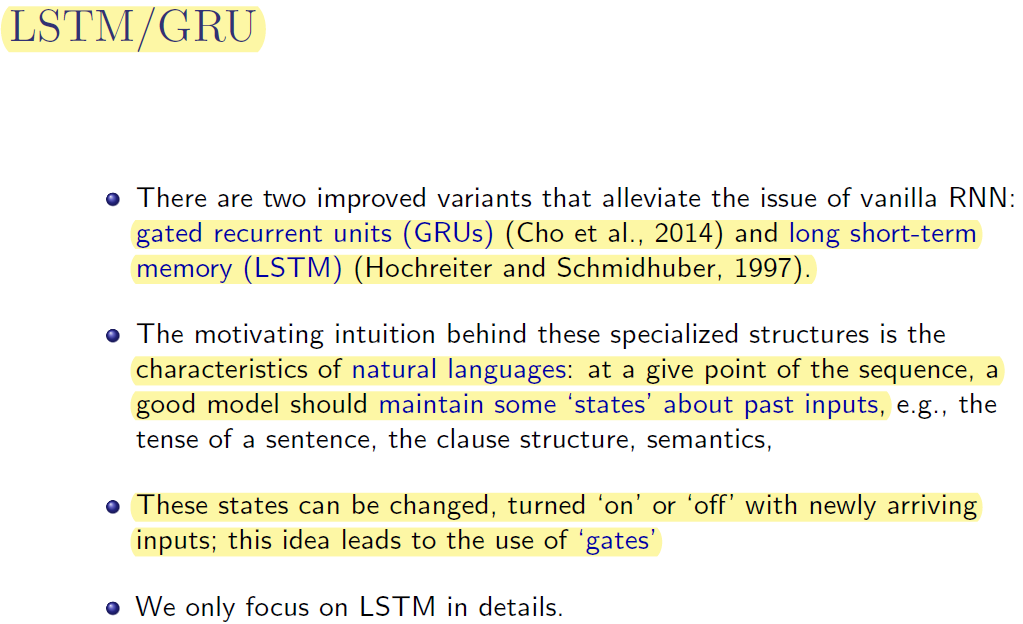 LSTM/GRU
There are two improved variants that alleviate the issue of vanilla RNN:
gated recurrent units (GRUs) (Cho et al., 2014) and long short-term
memory (LSTM) (Hochreiter and Schmidhuber, 1997).
The motivating intuition behind these specialized structures is the
characteristics of natural languages: at a give point of the sequence, a
good model should maintain some ‘states’ about past inputs, e.g., the
tense of a sentence, the clause structure, semantics,
These states can be changed, turned ‘on’ or ‘off’ with newly arriving
inputs; this idea leads to the use of ‘gates’
We only focus on LSTM in details.